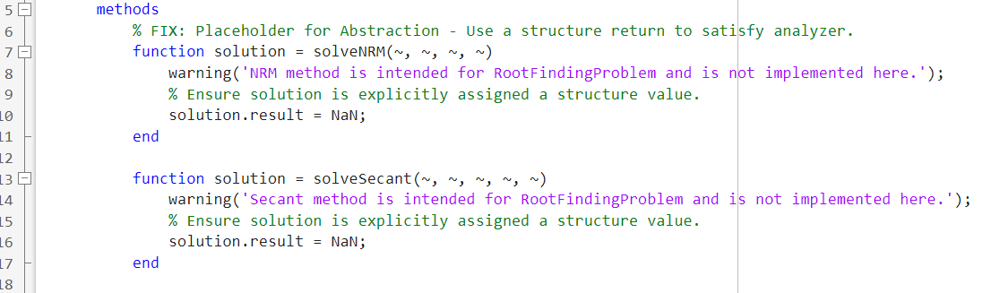 5 methods
6 % FIX: Placeholder for Abstraction - Use a structure return to satisfy analyzer.
7 function solution = solveNRM(~, ~, ~, ~)
8 warning('NRM method is intended for RootFindingProblem and is not implemented here.');
9 % Ensure solution is explicitly assigned a structure value.
10 solution.result = NaN;
11 end
12
13 function solution = solveSecant(~, ~, ~, ~, ~)
14 warning('Secant method is intended for RootFindingProblem and is not implemented here.');
15 % Ensure solution is explicitly assigned a structure value.
16 solution.result = NaN;
17 end
18